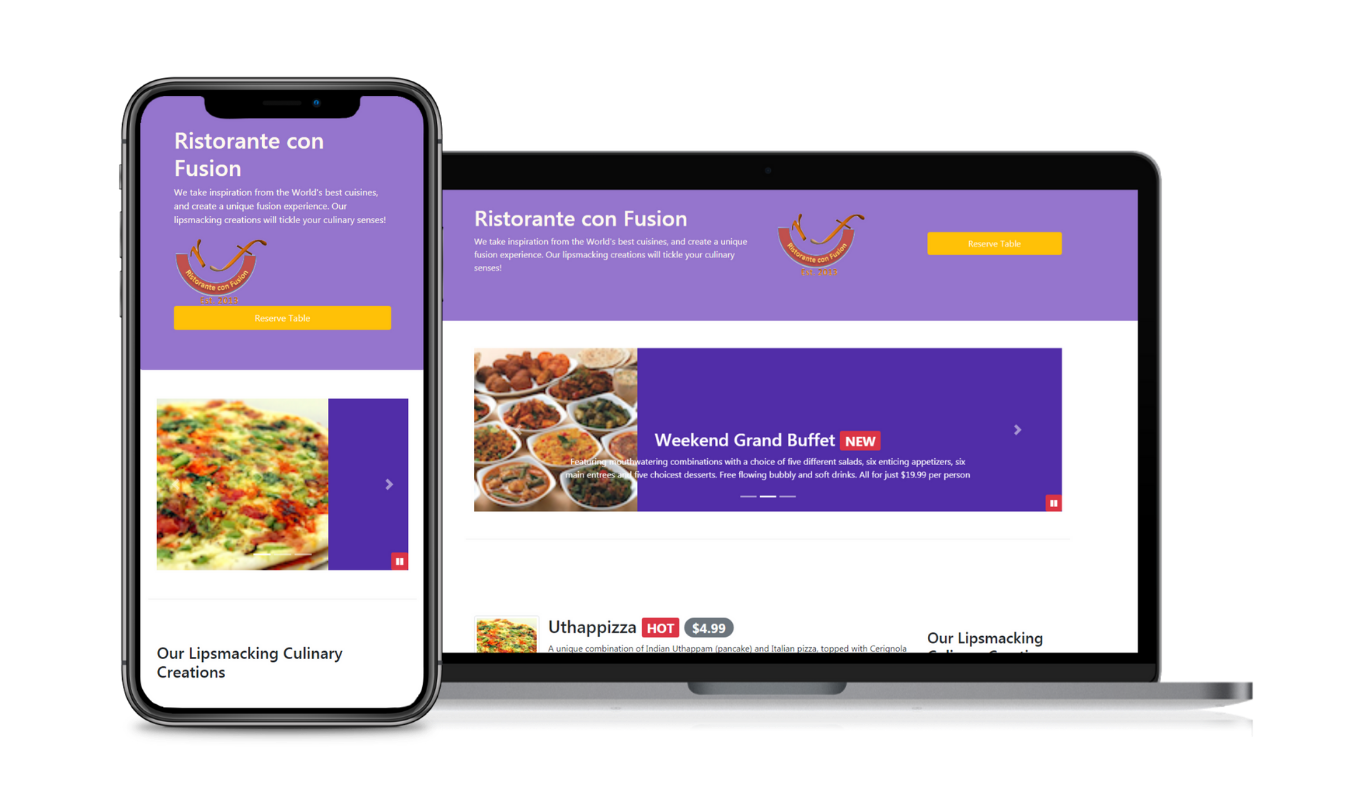 Ristorante con
Fusion
We take inspiration from the World's best cuisines,
and create a unique fusion experience. Our
lipsmacking creations will tickle your culinary senses!
Ristorante con Fusion
Reserve Table
Our Lipsmacking Culinary
Creations
Ristorante con Fusion
We take inspiration from the World's best cuisines, and create a unique
fusion experience. Our lipsmacking creations will tickle your culinary
senses!
Ristorante con Fusion
Reserve Table
Weekend Grand Buffet NEW
Featuring mouthwatering combinations with a choice of five different salads, six enticing appetizers, six
main entrees and five choicest desserts. Free flowing bubbly and soft drinks. All for just $19.99 per person
Uthappizza HOT $4.99
A unique combination of Indian Uthappam (pancake) and Italian pizza, topped with Cerignola
Our Lipsmacking